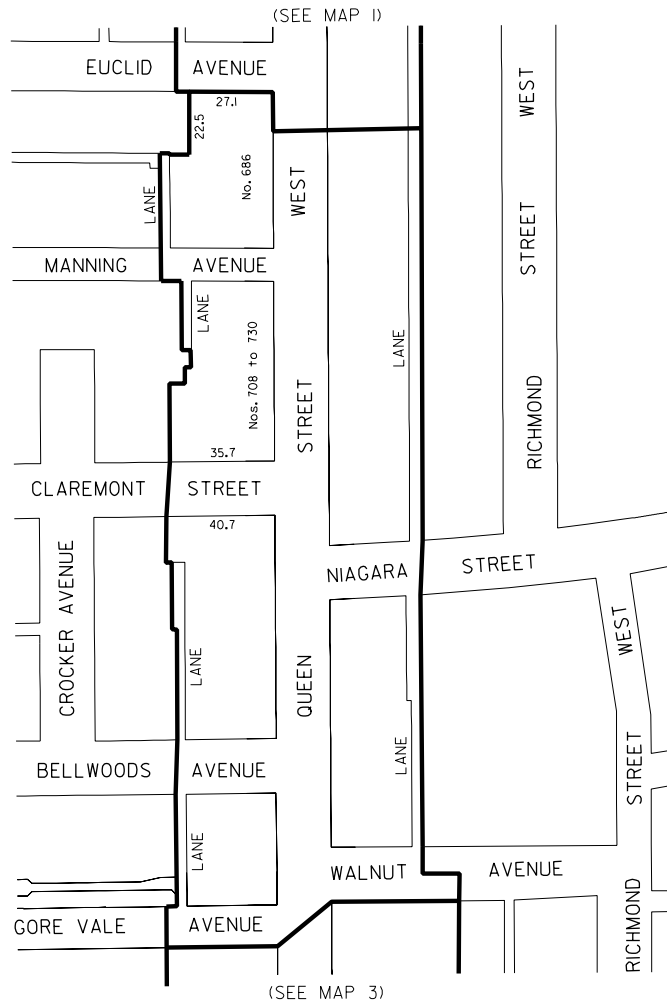 (SEE MAP 1)
EUCLID AVENUE
27.1
22.5
No. 686
WEST
WEST
LANE
MANNING AVENUE
STREET
LANE
Nos. 708 to 730
LANE
STREET
RICHMOND
35.7
CLAREMONT STREET
40.7
NIAGARA STREET
CROCKER AVENUE
WEST
LANE
QUEEN
LANE
STREET
BELLWOODS AVENUE
LANE
WALNUT AVENUE
GORE VALE AVENUE
RICHMOND
(SEE MAP 3)